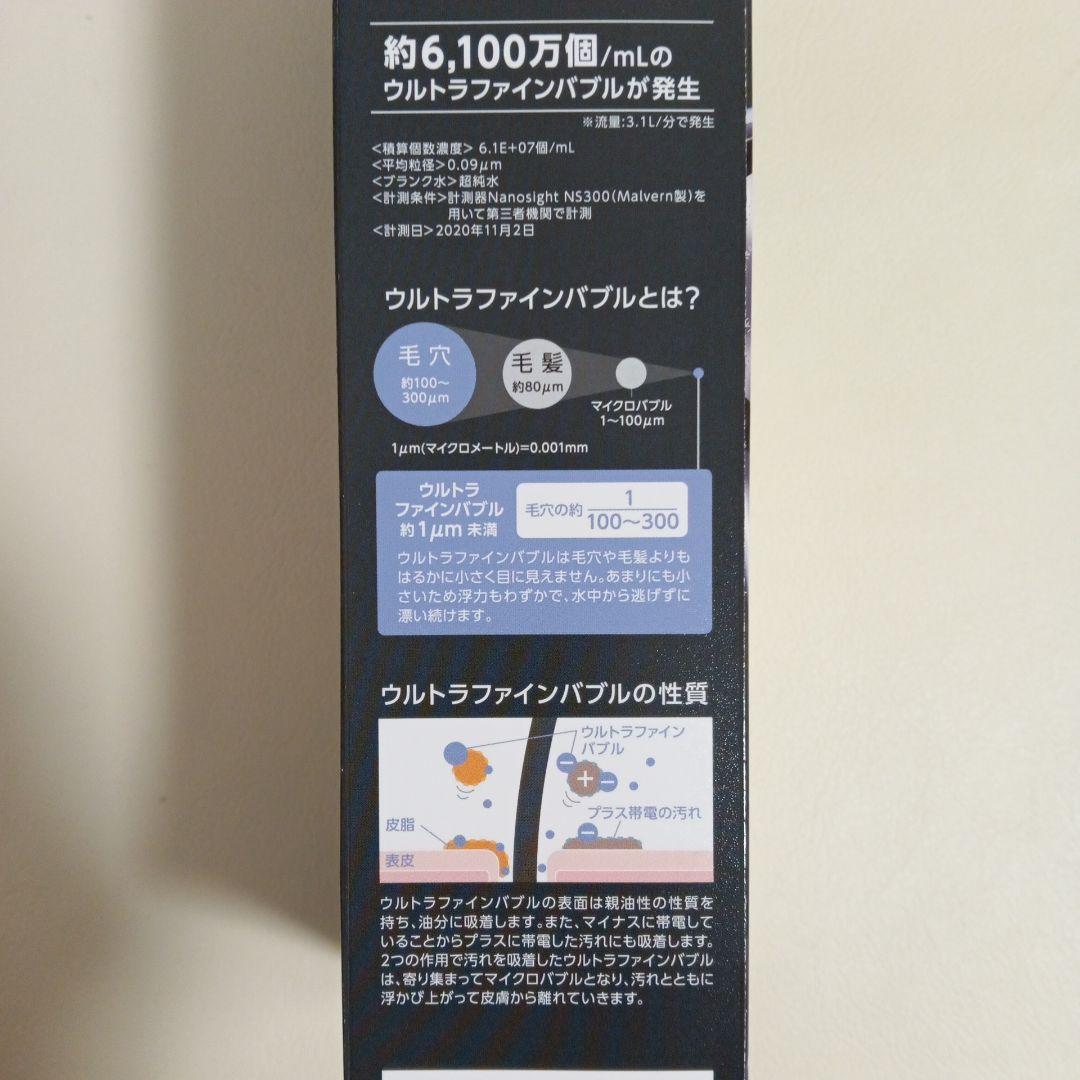 約6,100万個/mLの
ウルトラファインバブルが発生
※流量:3.1L/分で発生
<積算個数濃度> 6.1E+07個/mL
<平均粒径>0.09μm
<ブランク水>超純水
<計測条件>計測器Nanosight NS300(Malvern製)を
用いて第三者機関で計測
<計測日>2020年11月2日
ウルトラファインバブルとは?
毛穴
約100〜
300μm
毛髪
約80μm
マイクロバブル
1〜100μm
1μm(マイクロメートル)=0.001mm
ウルトラ
ファインバブル
約1μm未満
毛穴の約 1
100〜300
ウルトラファインバブルは毛穴や毛髪よりも
はるかに小さく目に見えません。あまりにも小
さいため浮力もわずかで、水中から逃げずに
漂い続けます。
ウルトラファインバブルの性質
ウルトラファイン
バブル
− + −
プラス帯電の汚れ
−
皮脂
表皮
ウルトラファインバブルの表面は親油性の性質を
持ち、油分に吸着します。また、マイナスに帯電して
いることからプラスに帯電した汚れにも吸着します。
2つの作用で汚れを吸着したウルトラファインバブル
は、寄り集まってマイクロバブルとなり、汚れとともに
浮かび上がって皮膚から離れていきます。